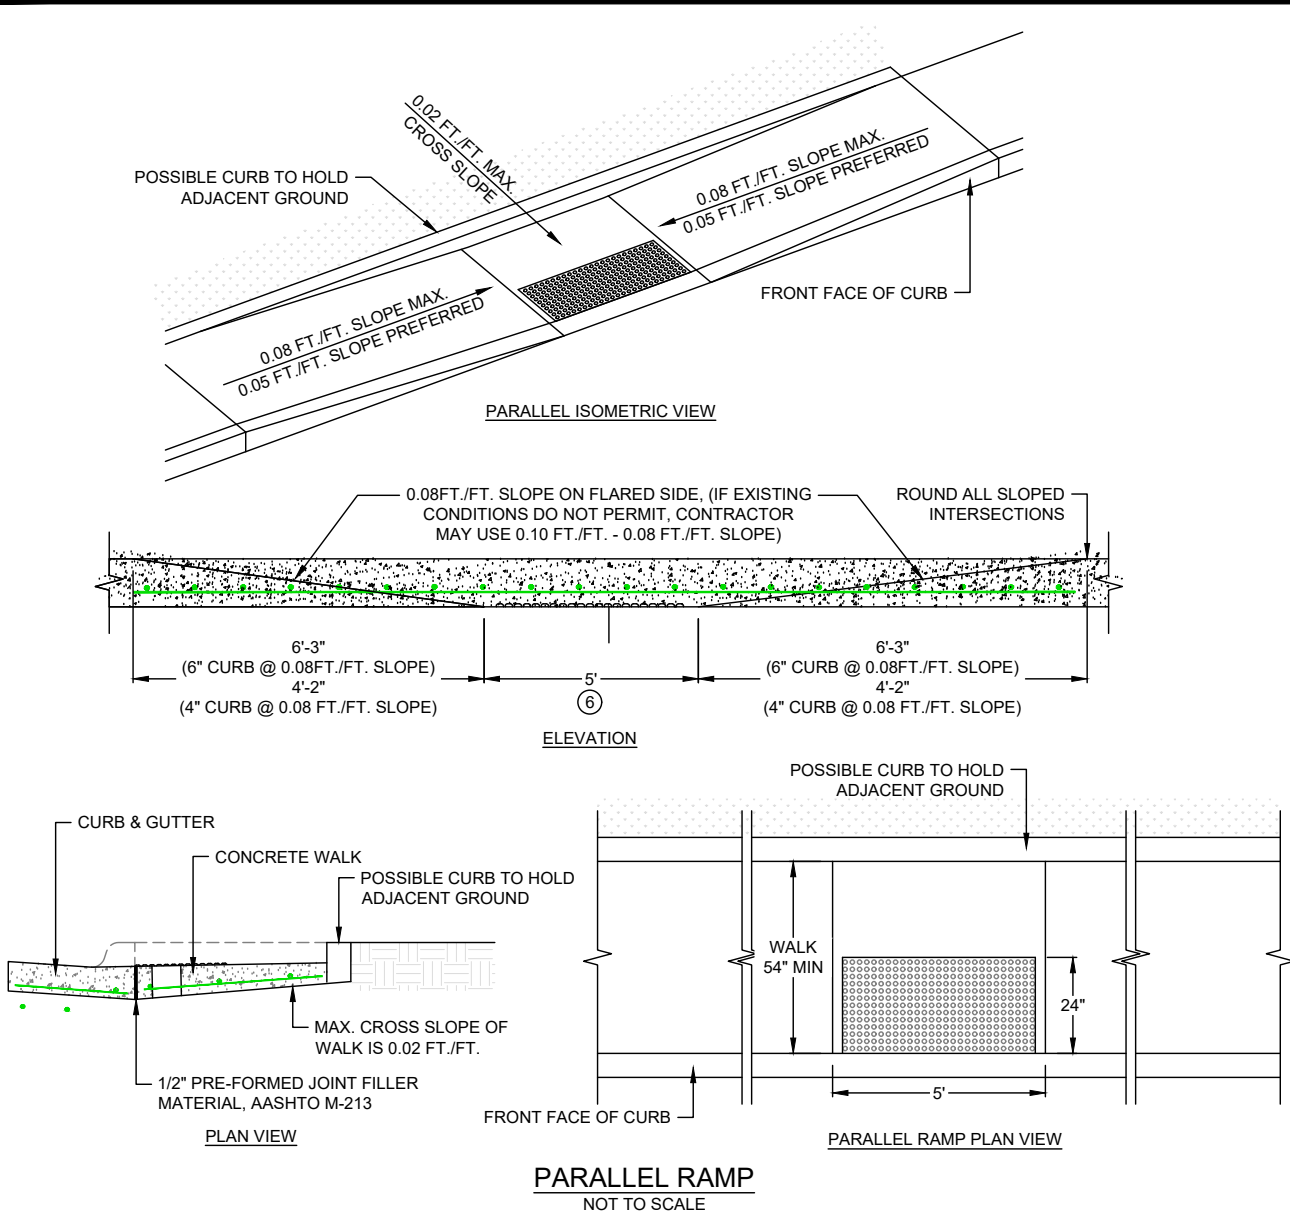 0.02 FT./FT. MAX.
CROSS SLOPE
POSSIBLE CURB TO HOLD
ADJACENT GROUND
0.08 FT./FT. SLOPE MAX.
0.05 FT./FT. SLOPE PREFERRED
FRONT FACE OF CURB
0.08 FT./FT. SLOPE MAX.
0.05 FT./FT. SLOPE PREFERRED
PARALLEL ISOMETRIC VIEW
0.08FT./FT. SLOPE ON FLARED SIDE, (IF EXISTING
CONDITIONS DO NOT PERMIT, CONTRACTOR
MAY USE 0.10 FT./FT. - 0.08 FT./FT. SLOPE)
ROUND ALL SLOPED
INTERSECTIONS
6'-3"
(6" CURB @ 0.08FT./FT. SLOPE)
4'-2"
(4" CURB @ 0.08 FT./FT. SLOPE)
5'
6
6'-3"
(6" CURB @ 0.08FT./FT. SLOPE)
4'-2"
(4" CURB @ 0.08 FT./FT. SLOPE)
ELEVATION
CURB & GUTTER
CONCRETE WALK
POSSIBLE CURB TO HOLD
ADJACENT GROUND
MAX. CROSS SLOPE OF
WALK IS 0.02 FT./FT.
1/2" PRE-FORMED JOINT FILLER
MATERIAL, AASHTO M-213
PLAN VIEW
POSSIBLE CURB TO HOLD
ADJACENT GROUND
WALK
54" MIN
24"
5'
FRONT FACE OF CURB
PARALLEL RAMP PLAN VIEW
PARALLEL RAMP
NOT TO SCALE